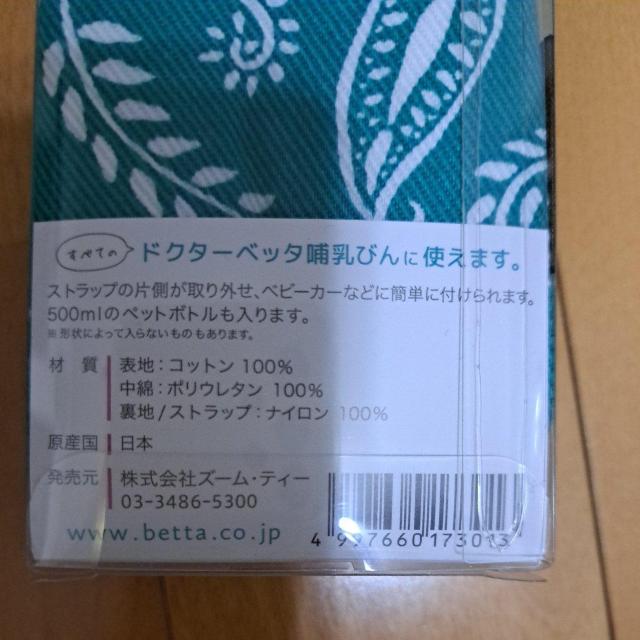 すべての ドクターベッタ哺乳びんに使えます。
ストラップの片側が取り外せ、ベビーカーなどに簡単に付けられます。
500mlのペットボトルも入ります。
※形状によって入らないものもあります。
材 質 表地:コットン 100%
中綿:ポリウレタン 100%
裏地/ストラップ:ナイロン 100%
原産国 日本
発売元 株式会社ズーム・ティー
03-3486-5300
www.betta.co.jp
4 997660 173013